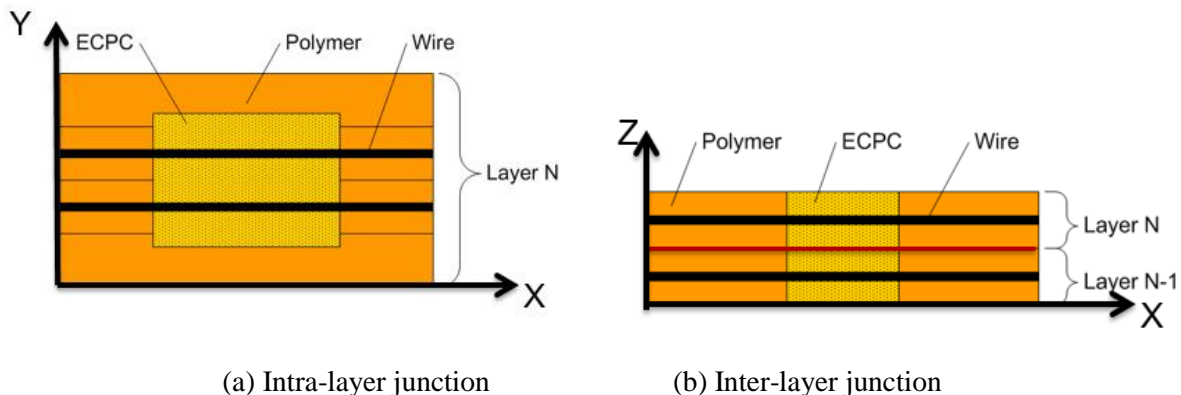 Y
ECPC
Polymer
Wire
Layer N
X
Z
Polymer
ECPC
Wire
Layer N
Layer N-1
X
(a) Intra-layer junction
(b) Inter-layer junction